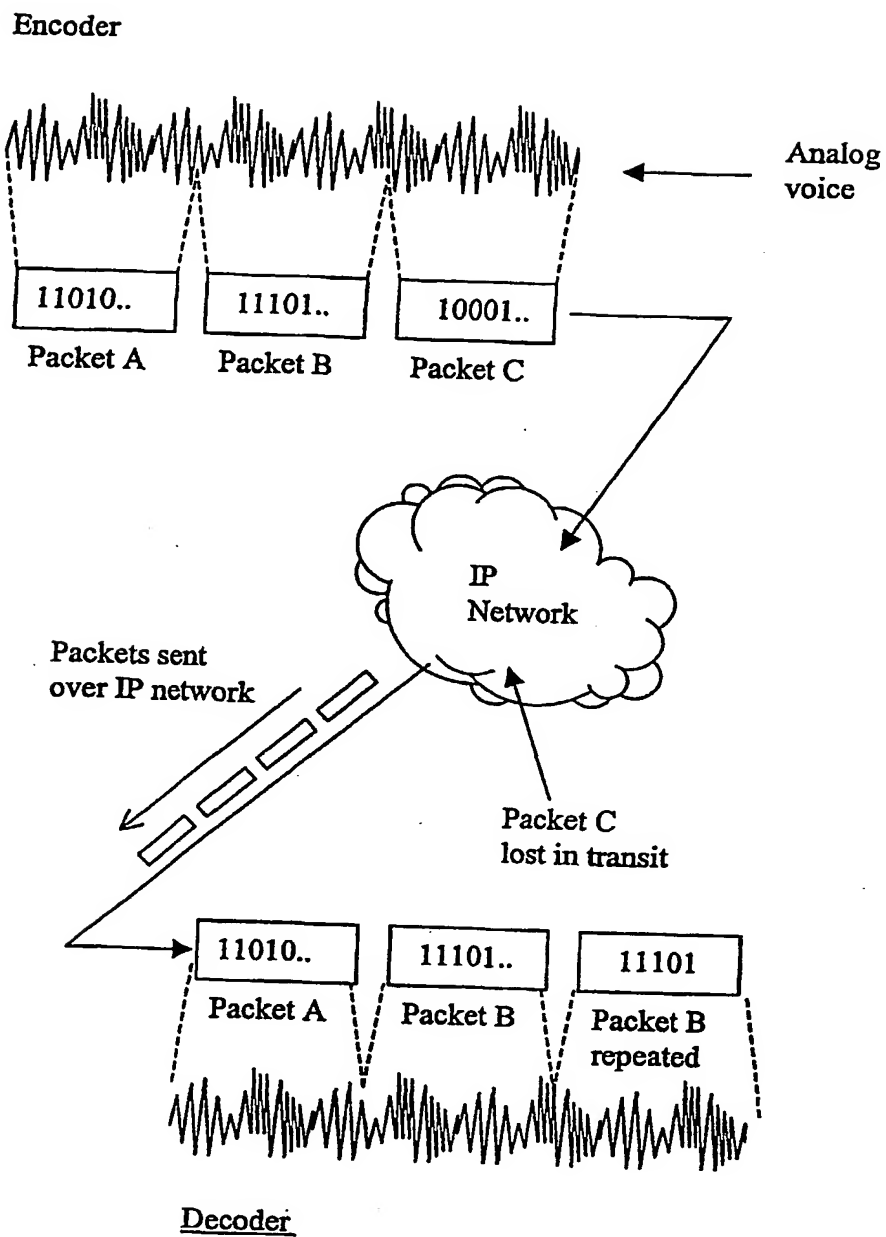 Encoder
Analog
voice
11010..
11101..
10001..
Packet A
Packet B
Packet C
IP
Network
Packets sent
over IP network
Packet C
lost in transit
11010..
11101..
11101
Packet A
Packet B
Packet B
repeated
Decoder